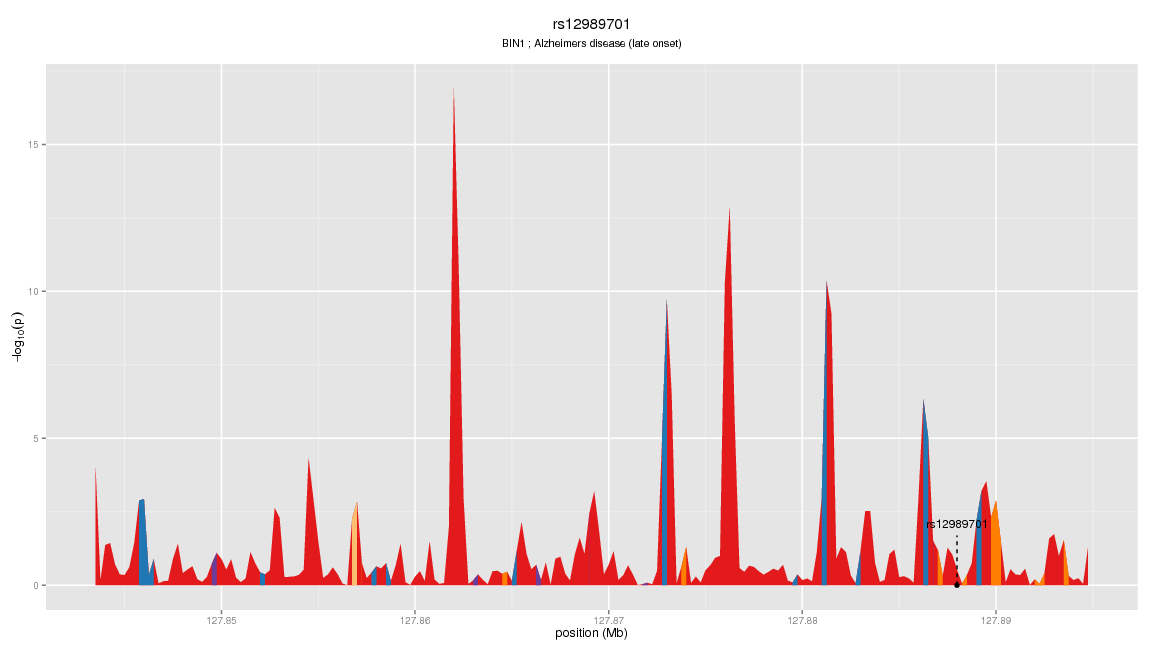 rs12989701
BIN1 ; Alzheimers disease (late onset)
−log10(p)
15
10
5
0
rs12989701
127.85 127.86 127.87 127.88 127.89
position (Mb)